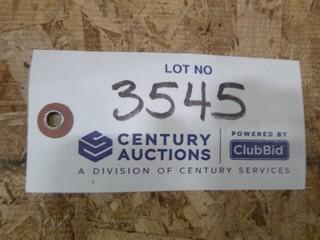 LOT NO
3545
CENTURY AUCTIONS
POWERED BY
ClubBid
A DIVISION OF CENTURY SERVICES